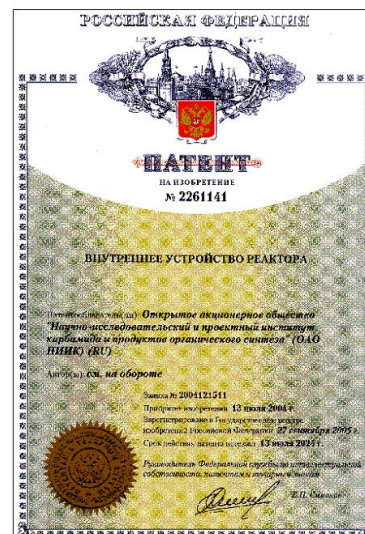 РОССИЙСКАЯ ФЕДЕРАЦИЯ
ПАТЕНТ
НА ИЗОБРЕТЕНИЕ
№ 2261141
ВНУТРЕННЕЕ УСТРОЙСТВО РЕАКТОРА
Патентообладатель(ли): Открытое акционерное общество
"Научно-исследовательский и проектный институт
карбамида и продуктов органического синтеза" (ОАО
НИИК) (RU)
Автор(ы): см. на обороте
Заявка № 2004121511
Приоритет изобретения 13 июля 2004 г.
Зарегистрировано в Государственном реестре
изобретений Российской Федерации 27 сентября 2005 г.
Срок действия патента истекает 13 июля 2024 г.
Руководитель Федеральной службы по интеллектуальной
собственности, патентам и товарным знакам
Б.П. Симонов